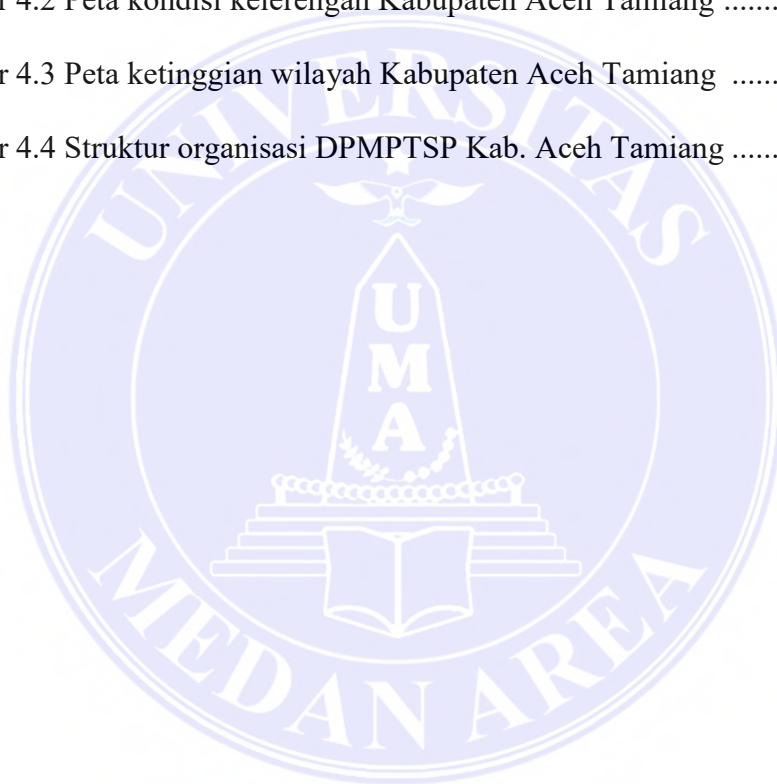 r 4.2 Peta kondisi kelerengan Kabupaten Aceh Tamiang .......
r 4.3 Peta ketinggian wilayah Kabupaten Aceh Tamiang ......
r 4.4 Struktur organisasi DPMPTSP Kab. Aceh Tamiang .......
UNIVERSITAS
U
M
A
MEDAN AREA